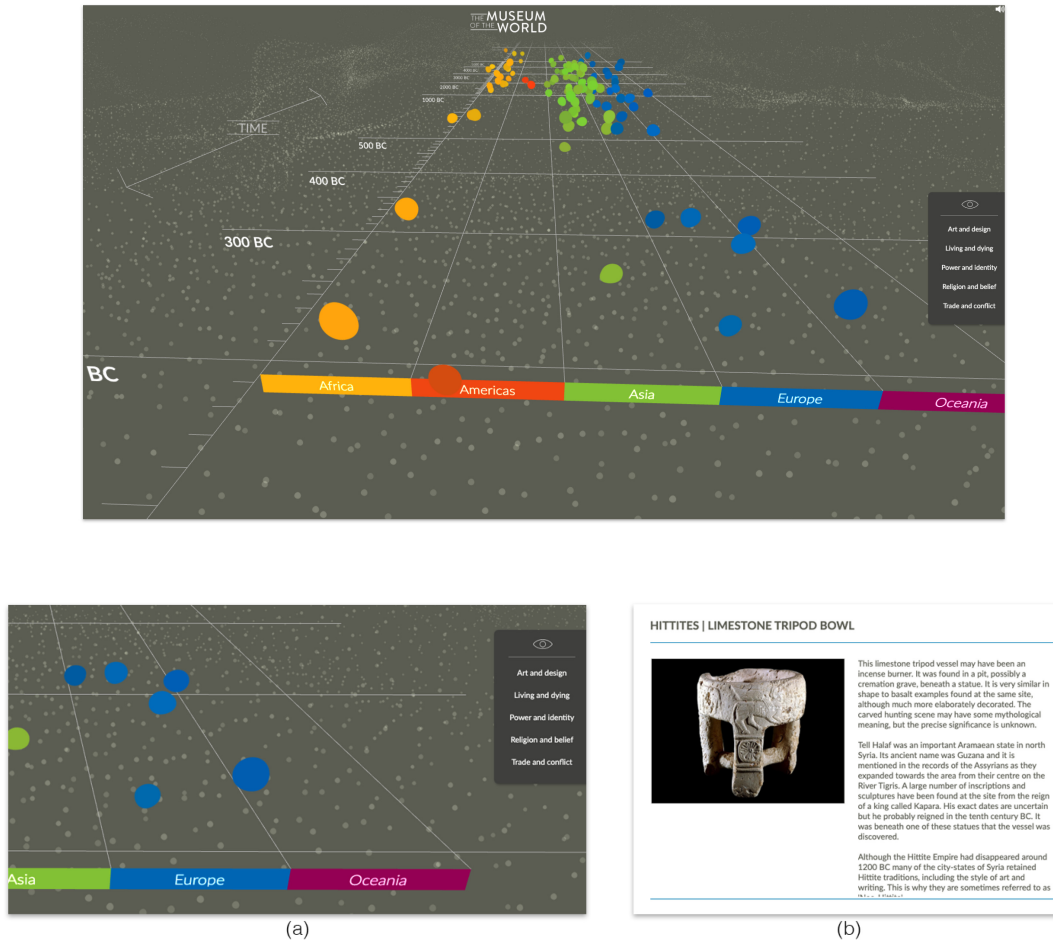 THE MUSEUM
OF THE WORLD
TIME
1000 BC
500 BC
400 BC
300 BC
BC
Art and design
Living and dying
Power and identity
Religion and belief
Trade and conflict
Africa
Americas
Asia
Europe
Oceania
Art and design
Living and dying
Power and identity
Religion and belief
Trade and conflict
Asia
Europe
Oceania
(a)
HITTITES | LIMESTONE TRIPOD BOWL
This limestone tripod vessel may have been an
incense burner. It was found in a pit, possibly a
cremation grave, beneath a statue. It is very similar in
shape to basalt examples found at the same site,
although much more elaborately decorated. The
carved hunting scene may have some mythological
meaning, but the precise significance is unknown.
Tell Halaf was an important Aramaean state in north
Syria. Its ancient name was Guzana and it is
mentioned in the records of the Assyrians as they
expanded towards the area from their centre on the
River Tigris. A large number of inscriptions and
sculptures have been found at the site from the reign
of a king called Kapara. His exact dates are uncertain
but he probably reigned in the tenth century BC. It
was beneath one of these statues that the vessel was
discovered.
Although the Hittite Empire had disappeared around
1200 BC many of the city-states of Syria retained
Hittite traditions, including the style of art and
writing. This is why they are sometimes referred to as
(b)